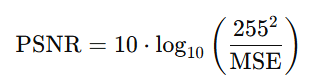 PSNR = 10 · log₁₀ (255² / MSE)